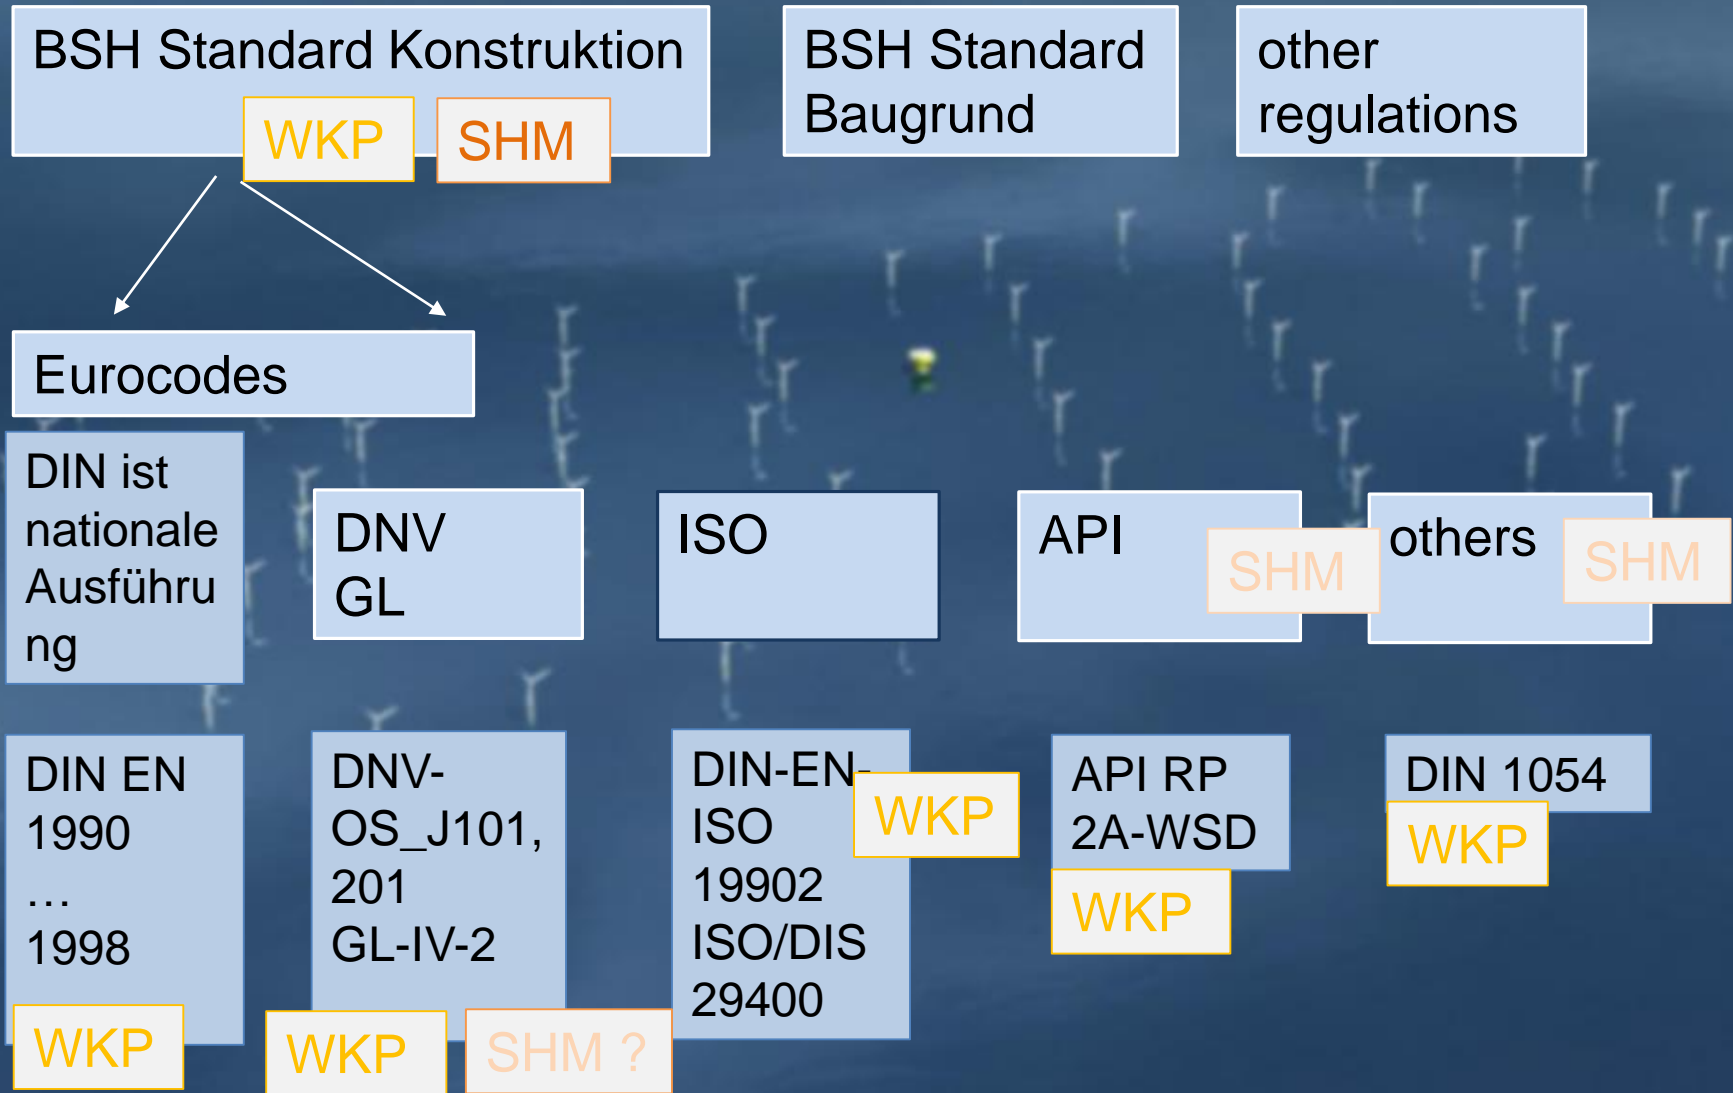 BSH Standard Konstruktion
WKP
SHM
BSH Standard
Baugrund
other
regulations
Eurocodes
DIN ist
nationale
Ausführu
ng
DNV
GL
ISO
API
SHM
others
SHM
DIN EN
1990
…
1998
WKP
DNV-
OS_J101,
201
GL-IV-2
WKP
SHM ?
DIN-EN-
ISO
19902
ISO/DIS
29400
WKP
API RP
2A-WSD
WKP
DIN 1054
WKP